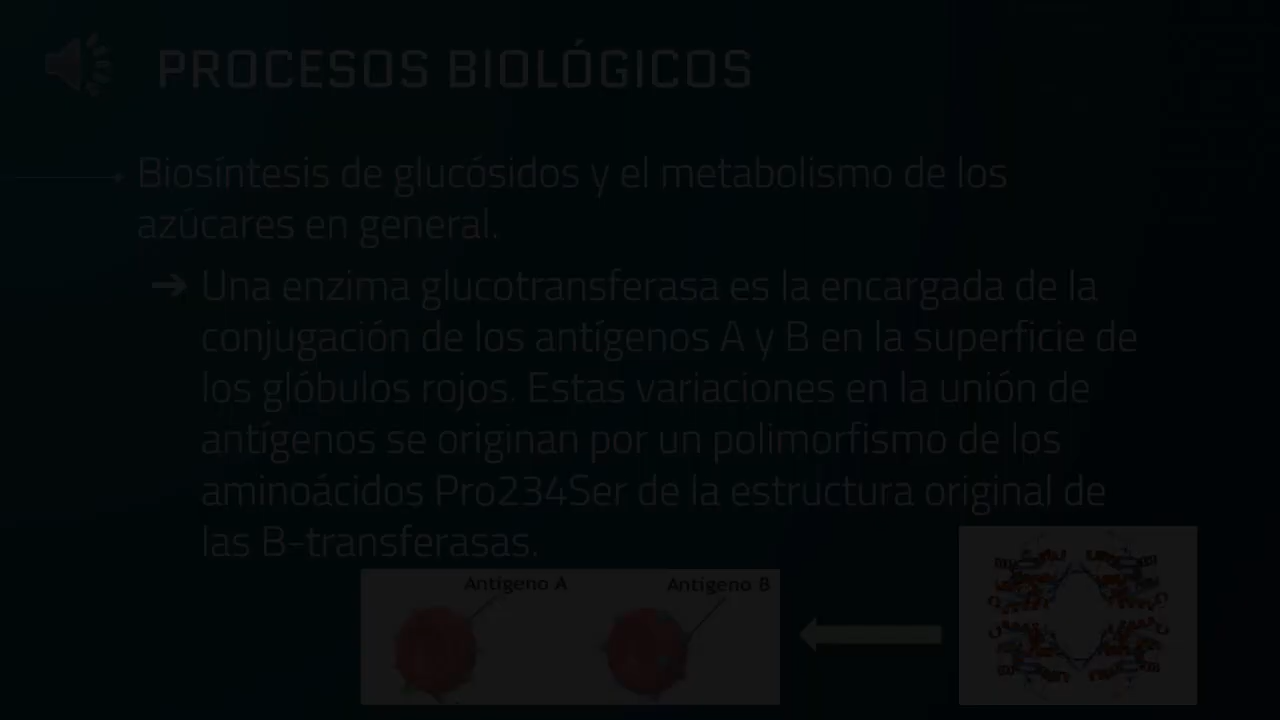 PROCESOS BIOLÓGICOS
Biosíntesis de glucósidos y el metabolismo de los
azúcares en general.
➔ Una enzima glucotransferasa es la encargada de la
conjugación de los antígenos A y B en la superficie de
los glóbulos rojos. Estas variaciones en la unión de
antígenos se originan por un polimorfismo de los
aminoácidos Pro234Ser de la estructura original de
las B-transferasas.
Antígeno A
Antígeno B